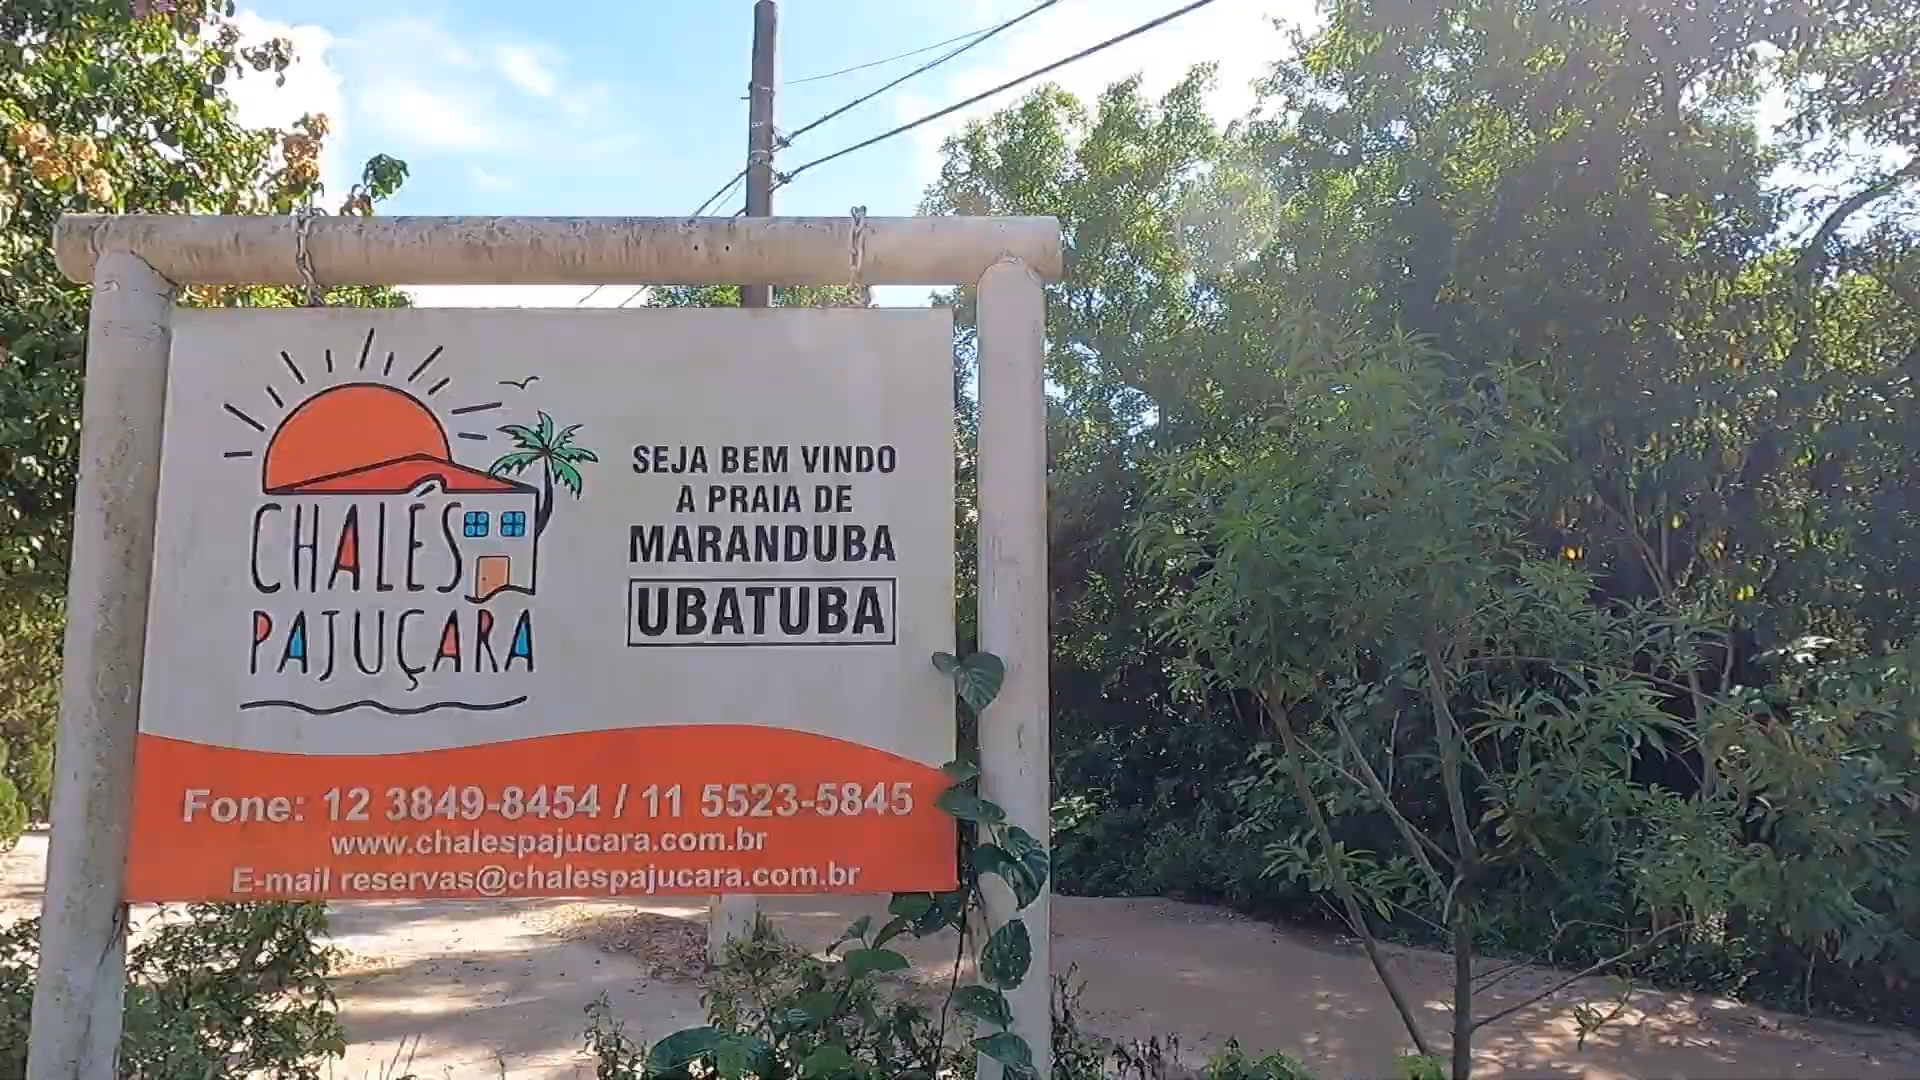 CHALÉS
PAJUÇARA
SEJA BEM VINDO
A PRAIA DE
MARANDUBA
UBATUBA
Fone: 12 3849-8454 / 11 5523-5845
www.chalespajucara.com.br
E-mail reservas@chalespajucara.com.br